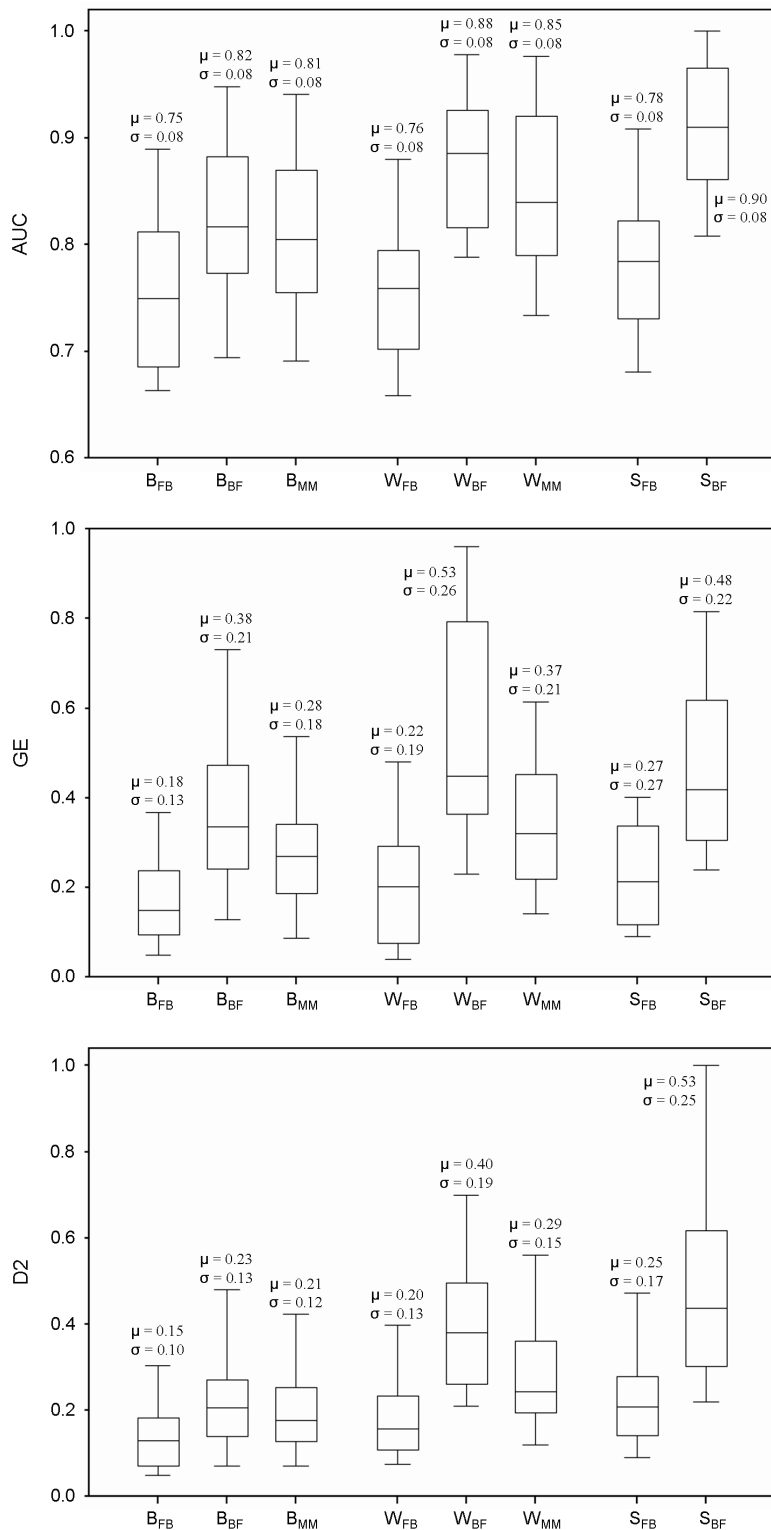 AUC
1.0
0.9
0.8
0.7
0.6
μ = 0.75
σ = 0.08
μ = 0.82
σ = 0.08
μ = 0.81
σ = 0.08
μ = 0.76
σ = 0.08
μ = 0.88
σ = 0.08
μ = 0.85
σ = 0.08
μ = 0.78
σ = 0.08
μ = 0.90
σ = 0.08
BFB BBF BMM WFB WBF WMM SFB SBF
GE
1.0
0.8
0.6
0.4
0.2
0.0
μ = 0.18
σ = 0.13
μ = 0.38
σ = 0.21
μ = 0.28
σ = 0.18
μ = 0.22
σ = 0.19
μ = 0.53
σ = 0.26
μ = 0.37
σ = 0.21
μ = 0.27
σ = 0.27
μ = 0.48
σ = 0.22
BFB BBF BMM WFB WBF WMM SFB SBF
D2
1.0
0.8
0.6
0.4
0.2
0.0
μ = 0.15
σ = 0.10
μ = 0.23
σ = 0.13
μ = 0.21
σ = 0.12
μ = 0.20
σ = 0.13
μ = 0.40
σ = 0.19
μ = 0.29
σ = 0.15
μ = 0.25
σ = 0.17
μ = 0.53
σ = 0.25
BFB BBF BMM WFB WBF WMM SFB SBF